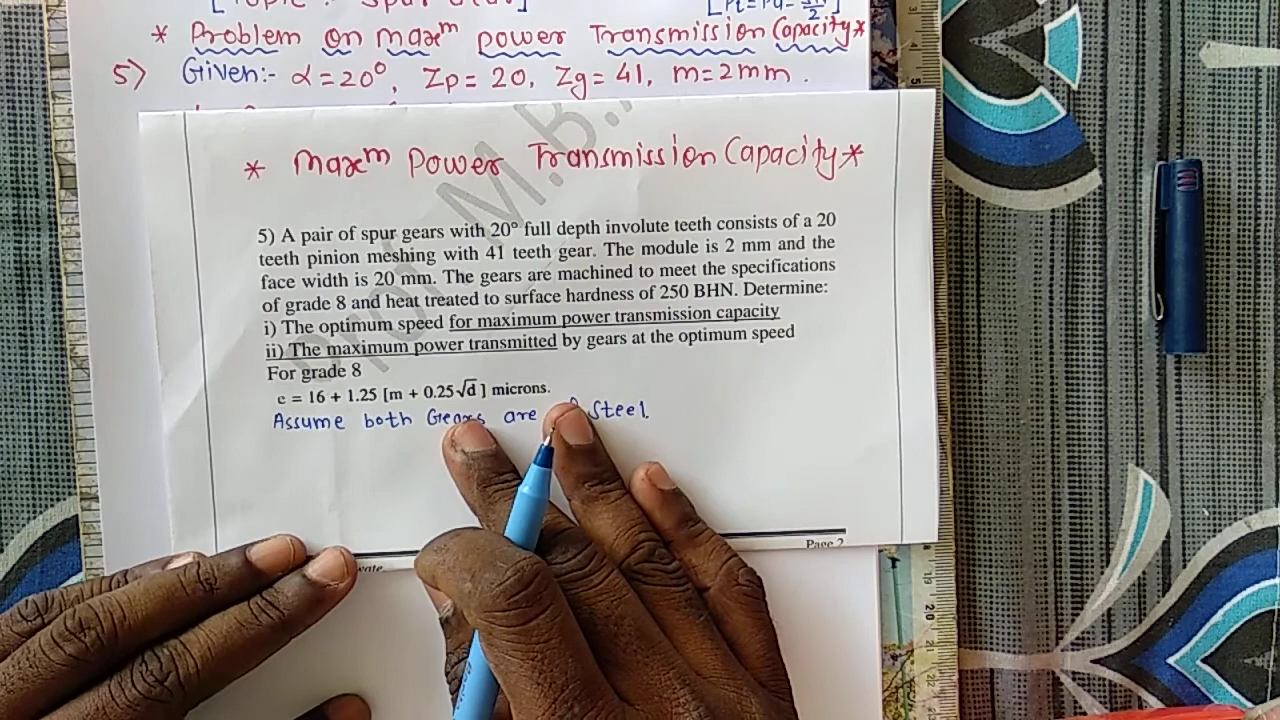 [Topic: Spur Gear]
* Problem on maxm power Transmission Capacity *
5) Given:- α = 20°, Zp = 20, Zg = 41, m = 2 mm.
* maxm Power Transmission Capacity *
5) A pair of spur gears with 20° full depth involute teeth consists of a 20
teeth pinion meshing with 41 teeth gear. The module is 2 mm and the
face width is 20 mm. The gears are machined to meet the specifications
of grade 8 and heat treated to surface hardness of 250 BHN. Determine:
i) The optimum speed for maximum power transmission capacity
ii) The maximum power transmitted by gears at the optimum speed
For grade 8
e = 16 + 1.25 [m + 0.25√d ] microns.
Assume both Gears are Steel.
Page 2